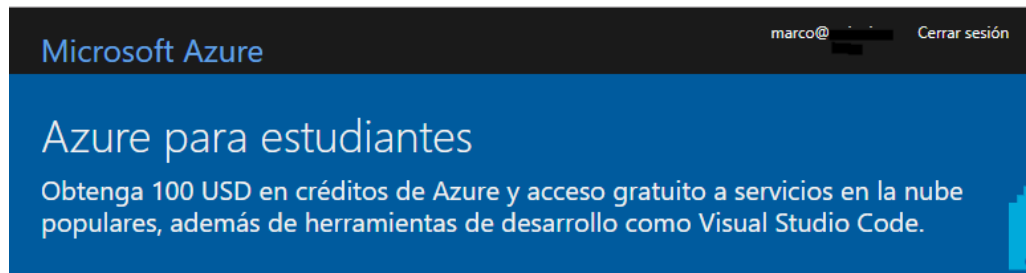 marco@
Cerrar sesión
Microsoft Azure
Azure para estudiantes
Obtenga 100 USD en créditos de Azure y acceso gratuito a servicios en la nube
populares, además de herramientas de desarrollo como Visual Studio Code.